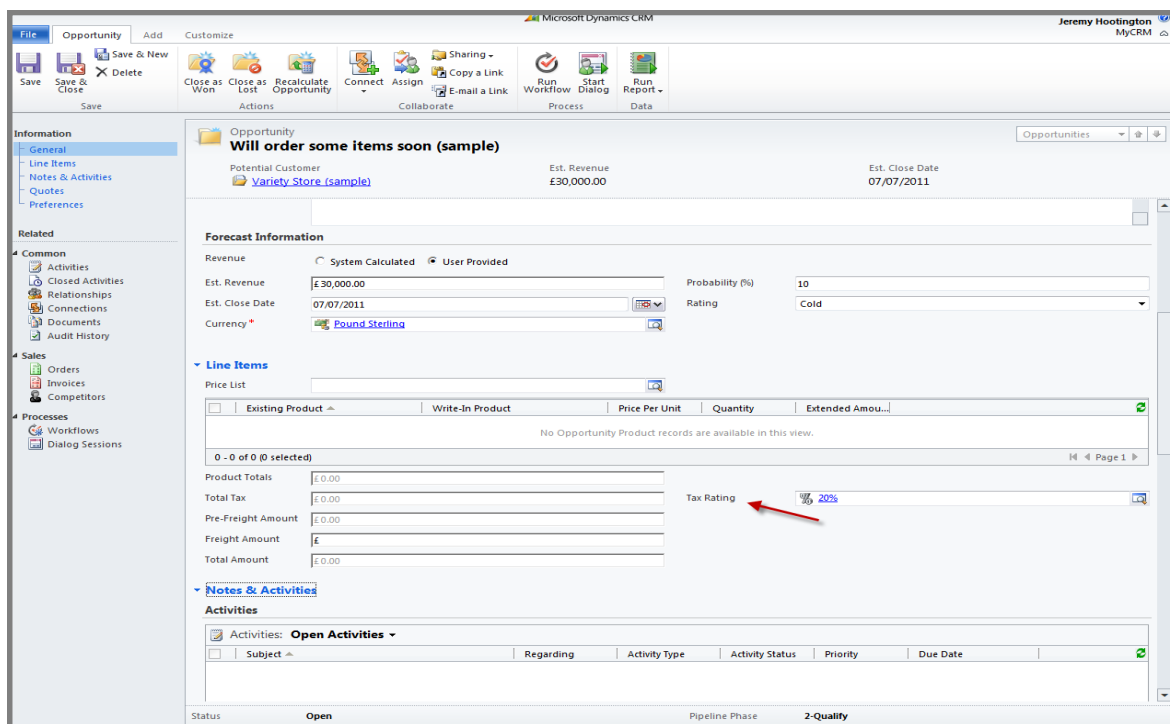 Microsoft Dynamics CRM
Jeremy Hootington
MyCRM
File Opportunity Add Customize
Save
Save & Close
Save & New
Delete
Save
Close as Won
Close as Lost
Recalculate Opportunity
Actions
Connect
Assign
Sharing
Copy a Link
E-mail a Link
Collaborate
Run Workflow
Start Dialog
Process
Run Report
Data
Information
General
Line Items
Notes & Activities
Quotes
Preferences
Related
Common
Activities
Closed Activities
Relationships
Connections
Documents
Audit History
Sales
Orders
Invoices
Competitors
Processes
Workflows
Dialog Sessions
Opportunity
Will order some items soon (sample)
Opportunities
Potential Customer Est. Revenue Est. Close Date
Variety Store (sample) £30,000.00 07/07/2011
Forecast Information
Revenue System Calculated User Provided
Est. Revenue £30,000.00 Probability (%) 10
Est. Close Date 07/07/2011 Rating Cold
Currency* Pound Sterling
Line Items
Price List
Existing Product Write-In Product Price Per Unit Quantity Extended Amou...
No Opportunity Product records are available in this view.
0 - 0 of 0 (0 selected) Page 1
Product Totals £0.00
Total Tax £0.00 Tax Rating 20%
Pre-Freight Amount £0.00
Freight Amount £
Total Amount £0.00
Notes & Activities
Activities
Activities: Open Activities
Subject Regarding Activity Type Activity Status Priority Due Date
Status Open Pipeline Phase 2-Qualify